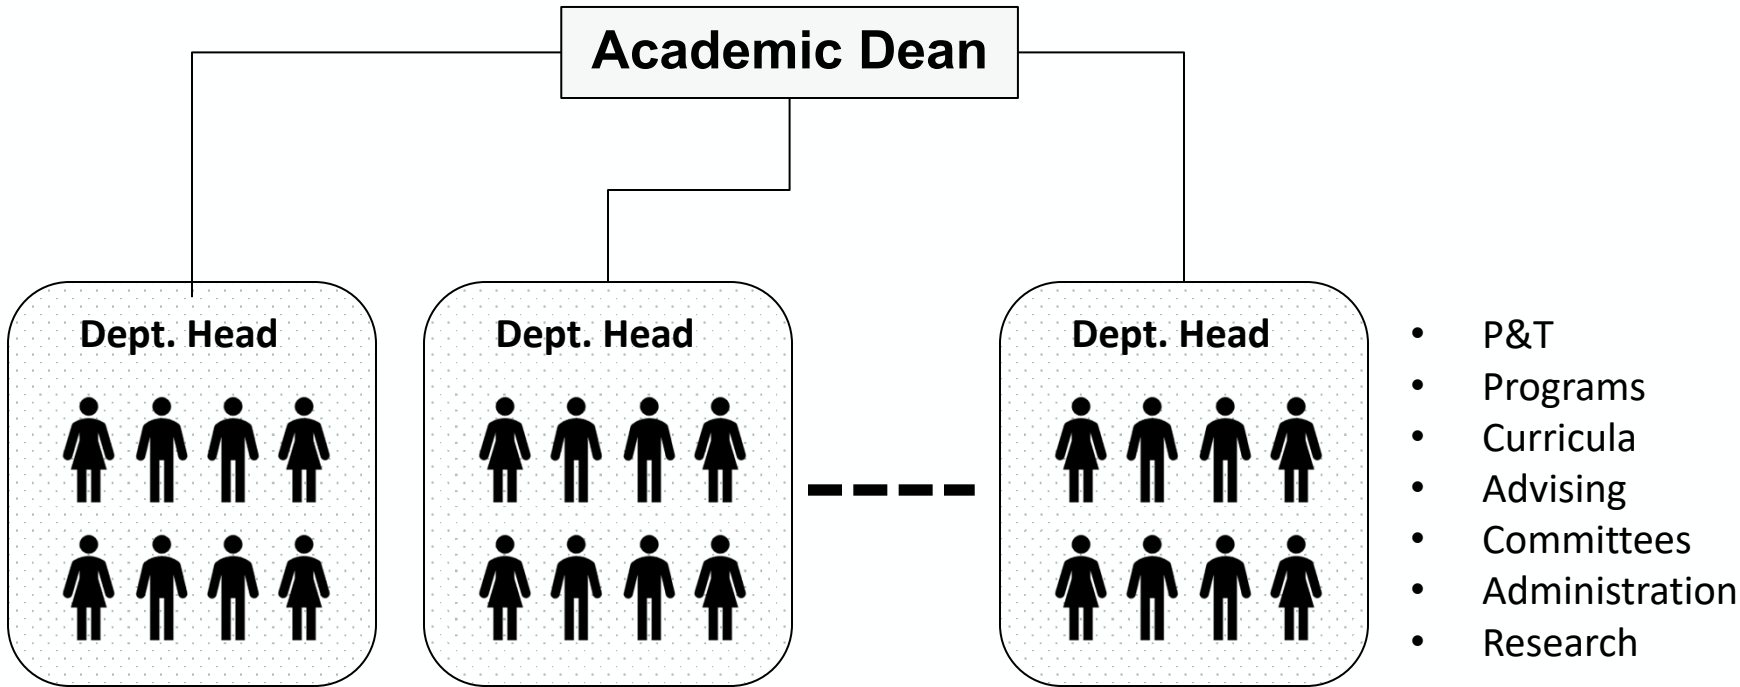 Academic Dean
Dept. Head
Dept. Head
Dept. Head
• P&T
• Programs
• Curricula
• Advising
• Committees
• Administration
• Research